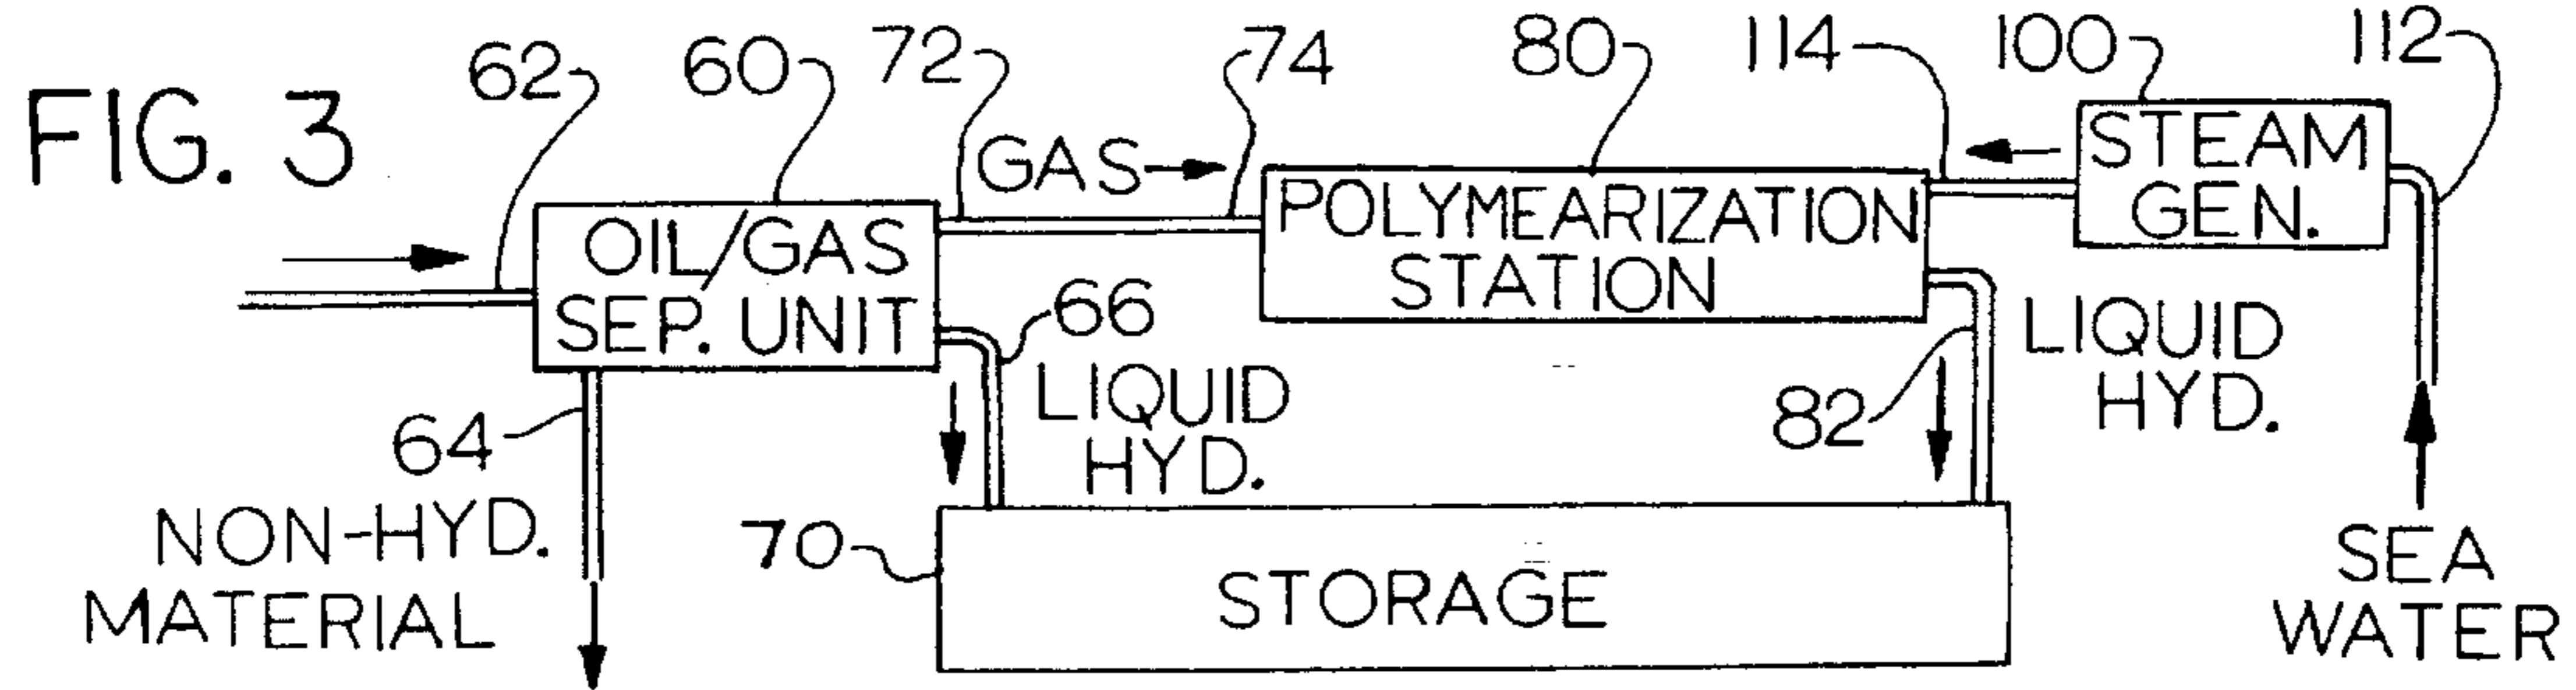 FIG. 3
62
60
72
74
80
114
100
112
GAS
OIL/GAS
SEP. UNIT
POLYMEARIZATION
STATION
STEAM
GEN.
66
LIQUID
HYD.
82
LIQUID
HYD.
64
NON-HYD.
MATERIAL
70
STORAGE
SEA
WATER